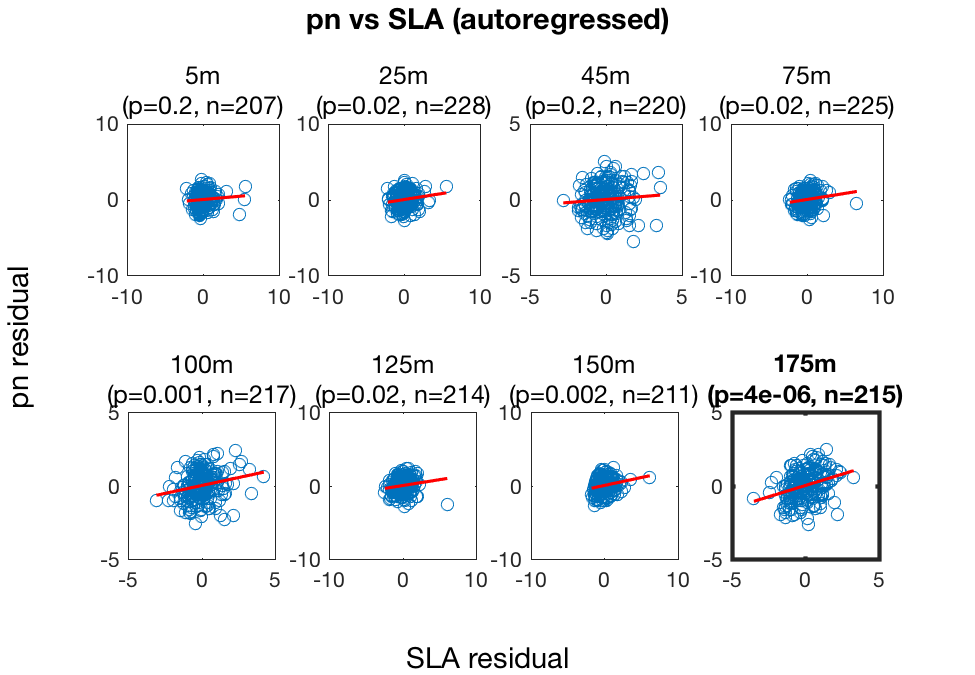 pn vs SLA (autoregressed)
5m
(p=0.2, n=207)
25m
(p=0.02, n=228)
45m
(p=0.2, n=220)
75m
(p=0.02, n=225)
10
0
-10
-10 0 10
10
0
-10
-10 0 10
5
0
-5
-5 0 5
10
0
-10
-10 0 10
pn residual
100m
(p=0.001, n=217)
125m
(p=0.02, n=214)
150m
(p=0.002, n=211)
175m
(p=4e-06, n=215)
5
0
-5
-5 0 5
10
0
-10
-10 0 10
10
0
-10
-10 0 10
5
0
-5
-5 0 5
SLA residual